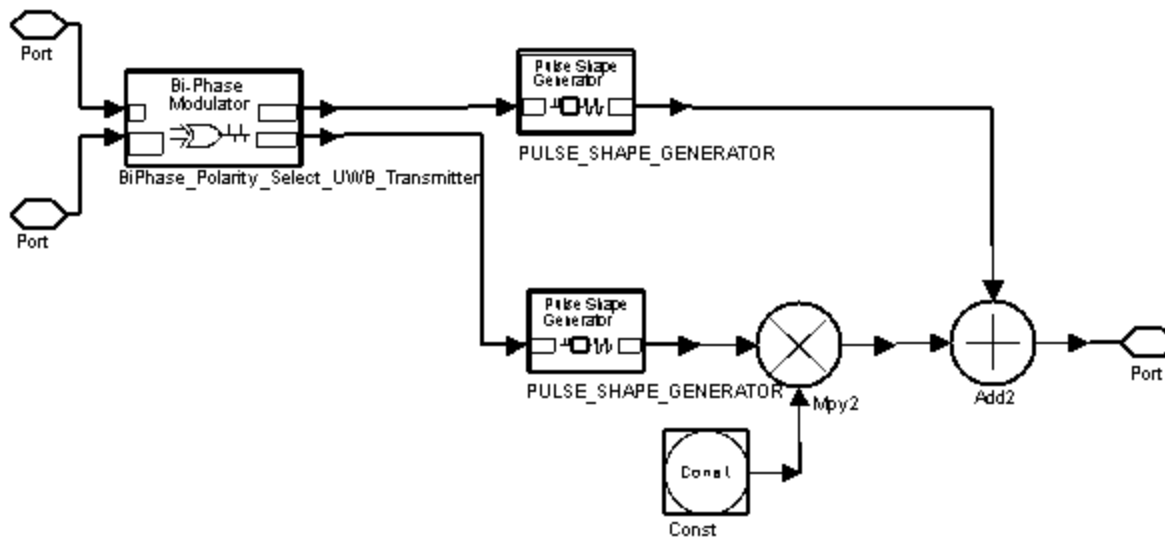 Port
Bi-Phase
Modulator
BiPhase_Polarity_Select_UWB_Transmitter
Port
Pulse Shape
Generator
PULSE_SHAPE_GENERATOR
Pulse Shape
Generator
PULSE_SHAPE_GENERATOR
Mpy2
Const
Const
Add2
Port